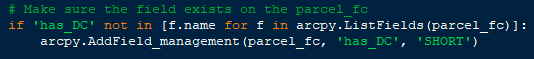 # Make sure the field exists on the parcel_fc
if 'has_DC' not in [f.name for f in arcpy.ListFields(parcel_fc)]:
    arcpy.AddField_management(parcel_fc, 'has_DC', 'SHORT')